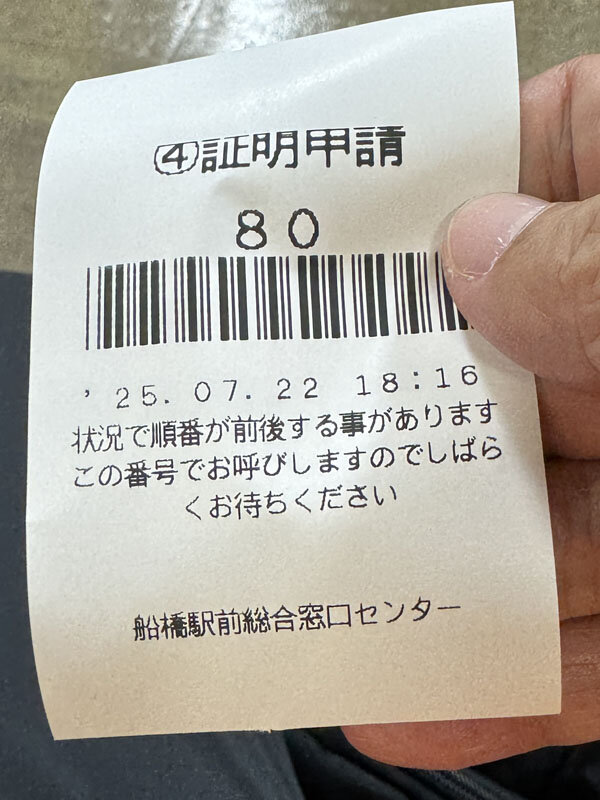 ④証明申請
80
'25.07.22 18:16
状況で順番が前後する事があります
この番号でお呼びしますのでしばら
くお待ちください
船橋駅前総合窓口センター